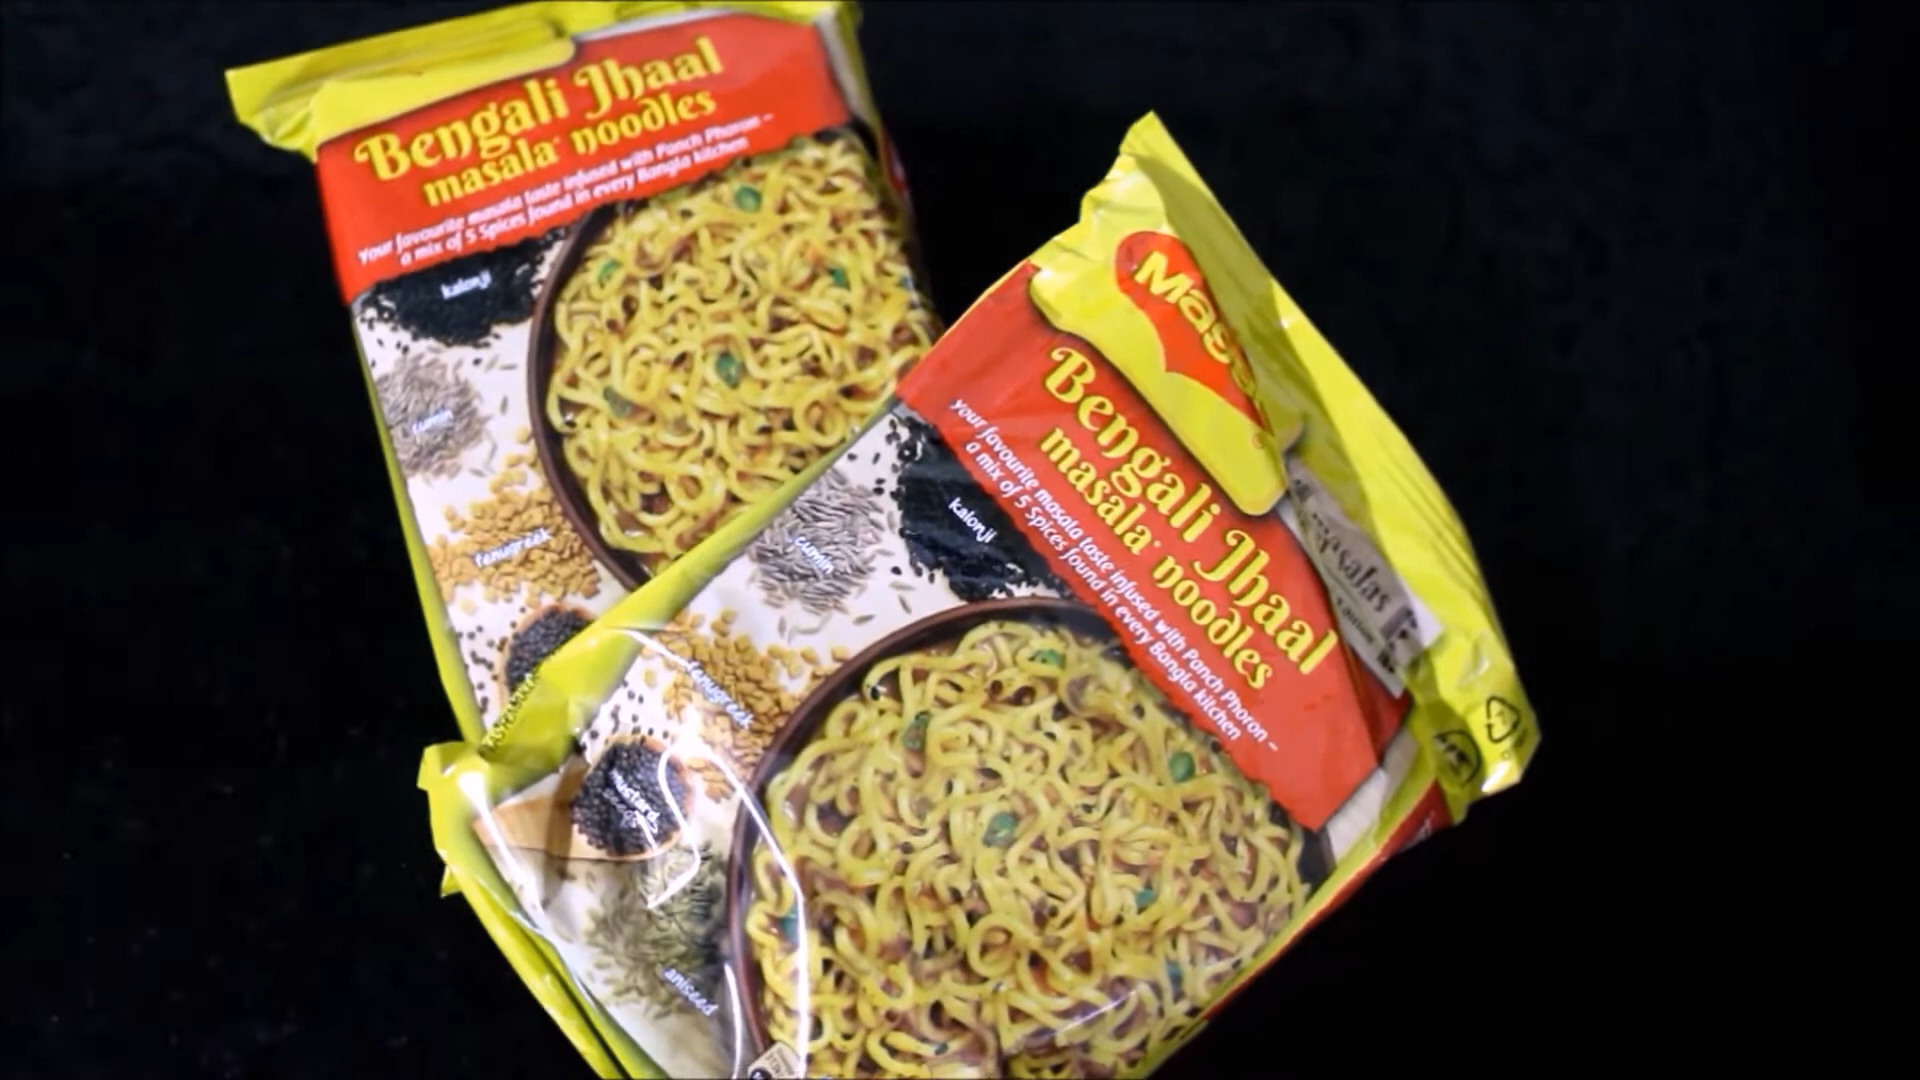 Bengali Jhaal
masala noodles
Your favourite masala taste infused with Panch Phoron –
a mix of 5 Spices found in every Bangla kitchen
kalonji
cumin
fenugreek
Maggi
Bengali Jhaal
masala noodles
Your favourite masala taste infused with Panch Phoron –
a mix of 5 Spices found in every Bangla kitchen
kalonji
cumin
fenugreek
mustard
aniseed